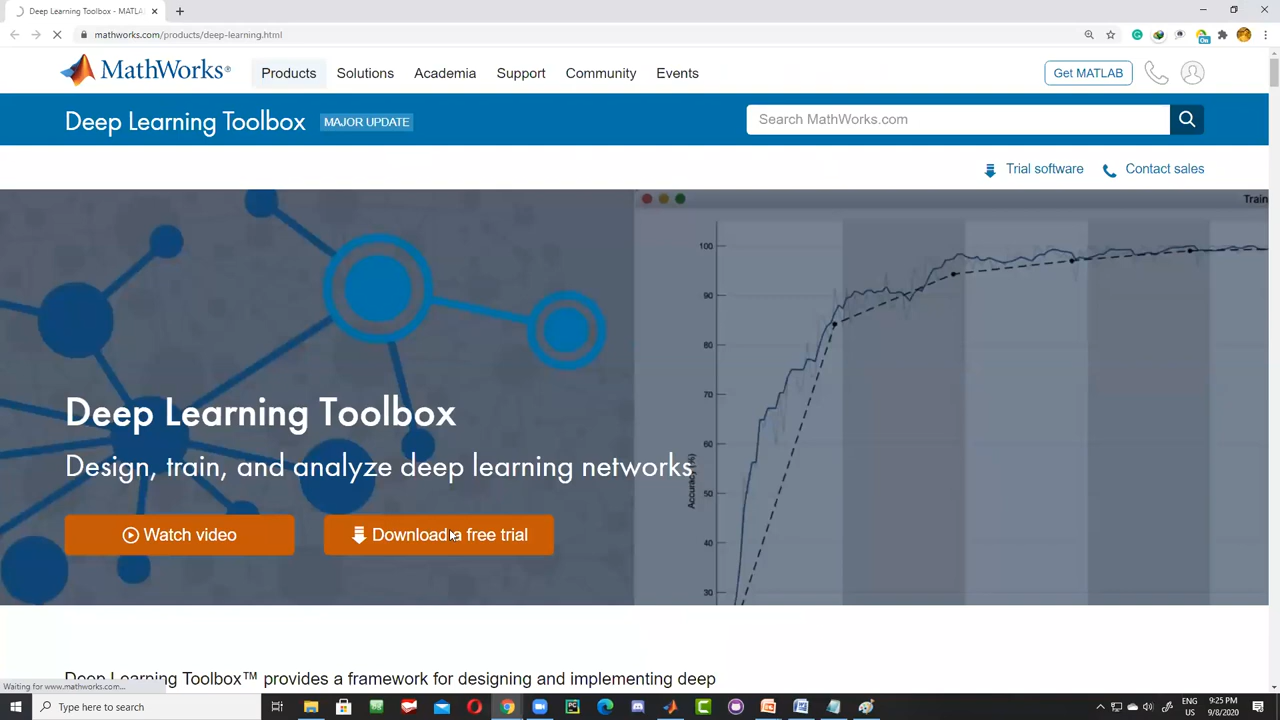 Deep Learning Toolbox - MATLA
mathworks.com/products/deep-learning.html
On
MathWorks®
Products
Solutions
Academia
Support
Community
Events
Get MATLAB
Deep Learning Toolbox
MAJOR UPDATE
Search MathWorks.com
Trial software
Contact sales
Train
100
90
80
70
60
50
40
30
Accuracy (%)
Deep Learning Toolbox
Design, train, and analyze deep learning networks
Watch video
Download a free trial
Deep Learning Toolbox™ provides a framework for designing and implementing deep
Waiting for www.mathworks.com...
Type here to search
ENG
US
9:25 PM
9/8/2020